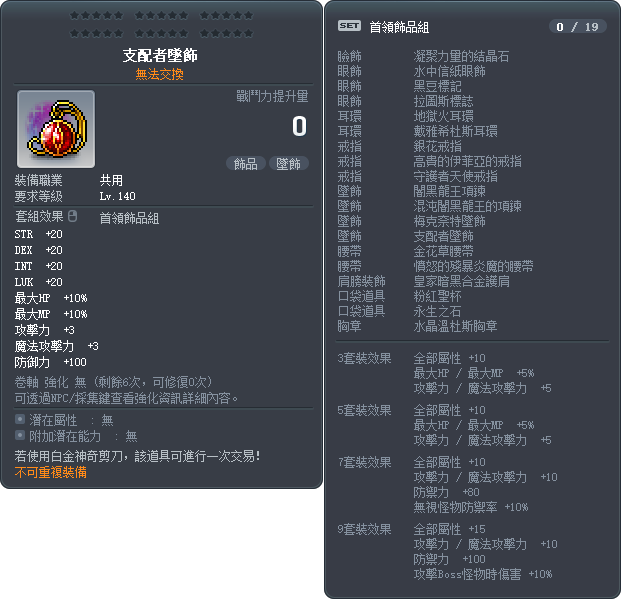 支配者墜飾
無法交換
戰鬥力提升量
0
飾品 墜飾
裝備職業 共用
要求等級 Lv.140
套組效果 首領飾品組
STR +20
DEX +20
INT +20
LUK +20
最大HP +10%
最大MP +10%
攻擊力 +3
魔法攻擊力 +3
防御力 +100
卷軸 強化 無 (剩餘6次, 可修復0次)
可透過NPC/採集鍵查看強化資訊詳細內容。
潛在屬性 : 無
附加潛在能力 : 無
若使用白金神奇剪刀, 該道具可進行一次交易!
不可重複裝備
SET 首領飾品組 0 / 19
臉飾 凝聚力量的結晶石
眼飾 水中信紙眼飾
眼飾 黑豆標記
眼飾 拉圖斯標誌
耳環 地獄火耳環
耳環 戴雅希杜斯耳環
戒指 銀花戒指
戒指 高貴的伊菲亞的戒指
戒指 守護者天使戒指
墜飾 闇黑龍王項鍊
墜飾 混沌闇黑龍王的項鍊
墜飾 梅克奈特墜飾
墜飾 支配者墜飾
腰帶 金花草腰帶
腰帶 憤怒的殘暴炎魔的腰帶
肩膀裝飾 皇家暗黑合金護肩
口袋道具 粉紅聖杯
口袋道具 永生之石
胸章 水晶溫杜斯胸章
3套裝效果 全部屬性 +10
最大HP / 最大MP +5%
攻擊力 / 魔法攻擊力 +5
5套裝效果 全部屬性 +10
最大HP / 最大MP +5%
攻擊力 / 魔法攻擊力 +5
7套裝效果 全部屬性 +10
攻擊力 / 魔法攻擊力 +10
防禦力 +80
無視怪物防禦率 +10%
9套裝效果 全部屬性 +15
攻擊力 / 魔法攻擊力 +10
防禦力 +100
攻擊Boss怪物時傷害 +10%